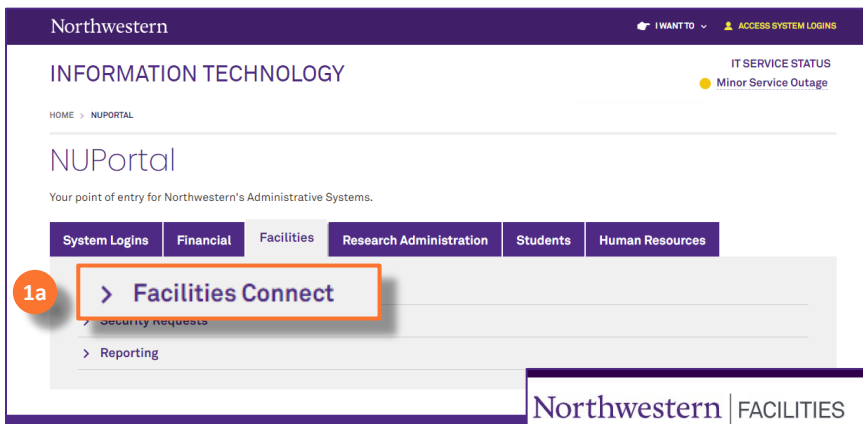 Northwestern
I WANT TO
ACCESS SYSTEM LOGINS
INFORMATION TECHNOLOGY
IT SERVICE STATUS
Minor Service Outage
HOME > NUPORTAL
NUPortal
Your point of entry for Northwestern's Administrative Systems.
System Logins Financial Facilities Research Administration Students Human Resources
1a
> Facilities Connect
> Security Requests
> Reporting
Northwestern | FACILITIES